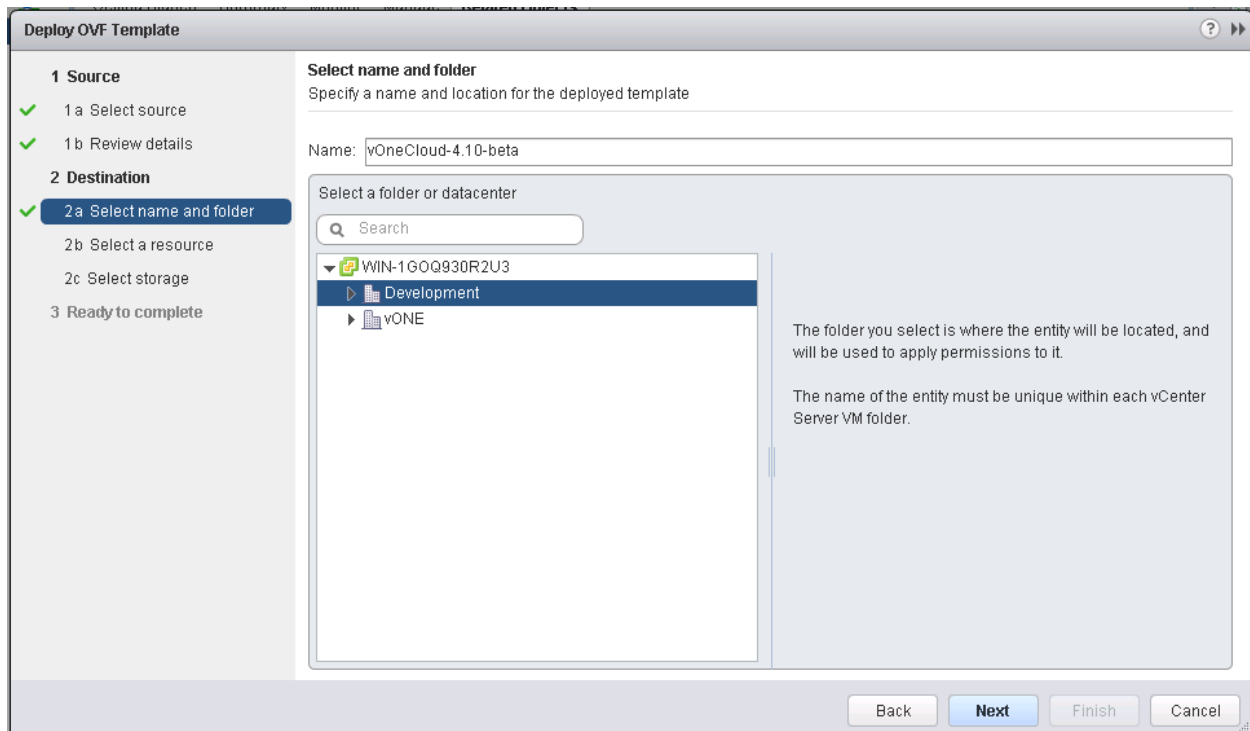 Deploy OVF Template
?
1 Source
1a Select source
1b Review details
2 Destination
2a Select name and folder
2b Select a resource
2c Select storage
3 Ready to complete
Select name and folder
Specify a name and location for the deployed template
Name: vOneCloud-4.10-beta
Select a folder or datacenter
Search
WIN-1GOQ930R2U3
Development
vONE
The folder you select is where the entity will be located, and
will be used to apply permissions to it.
The name of the entity must be unique within each vCenter
Server VM folder.
Back Next Finish Cancel